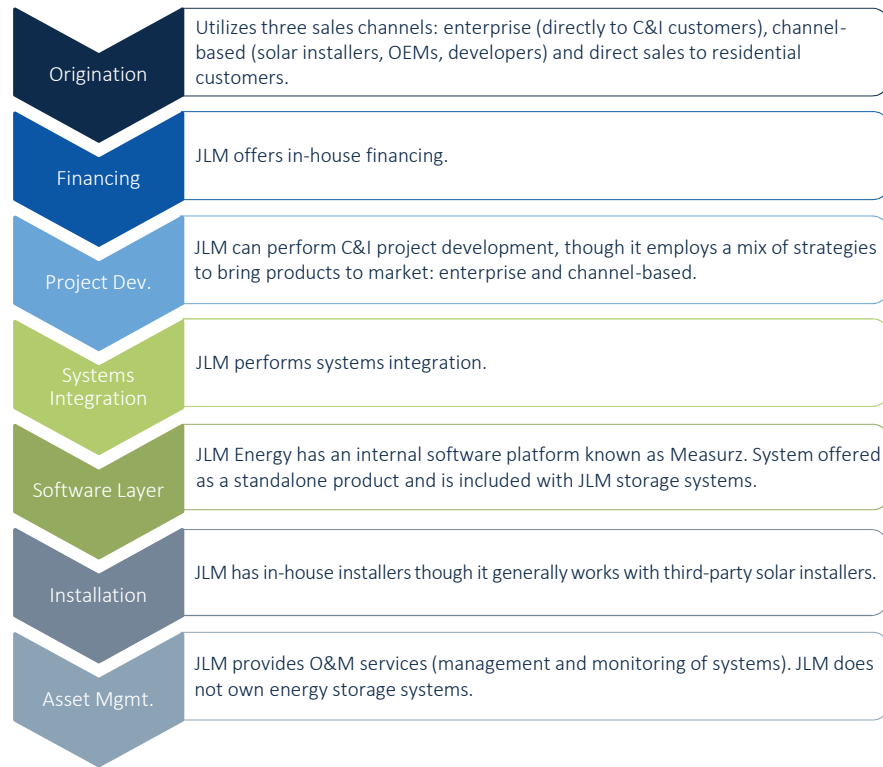 Origination
Utilizes three sales channels: enterprise (directly to C&I customers), channel-
based (solar installers, OEMs, developers) and direct sales to residential
customers.
Financing
JLM offers in-house financing.
Project Dev.
JLM can perform C&I project development, though it employs a mix of strategies
to bring products to market: enterprise and channel-based.
Systems
Integration
JLM performs systems integration.
Software Layer
JLM Energy has an internal software platform known as Measurz. System offered
as a standalone product and is included with JLM storage systems.
Installation
JLM has in-house installers though it generally works with third-party solar installers.
Asset Mgmt.
JLM provides O&M services (management and monitoring of systems). JLM does
not own energy storage systems.